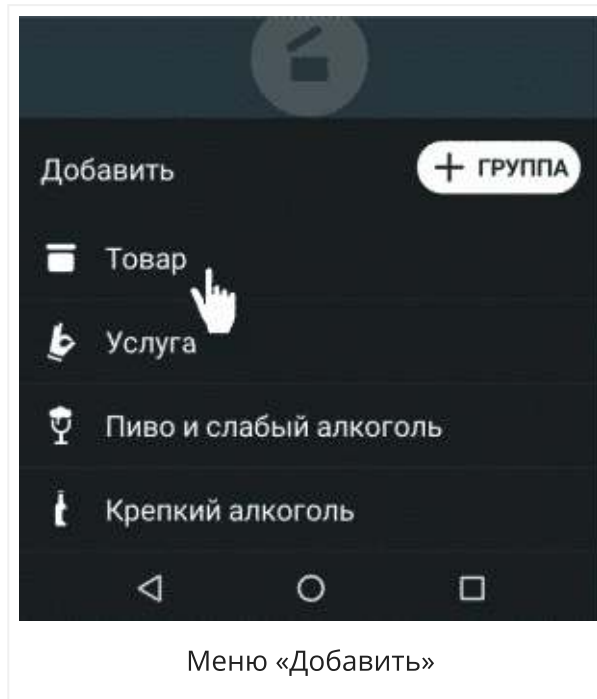 Добавить
ГРУППА
Товар
Услуга
Пиво и слабый алкоголь
Крепкий алкоголь
Меню «Добавить»